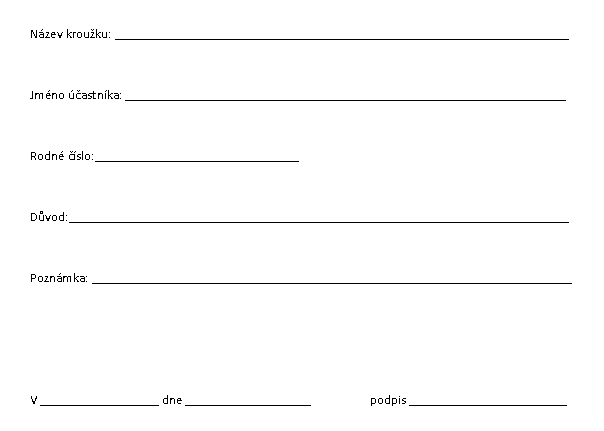 Název kroužku:
Jméno účastníka:
Rodné číslo:
Důvod:
Poznámka:
V dne podpis